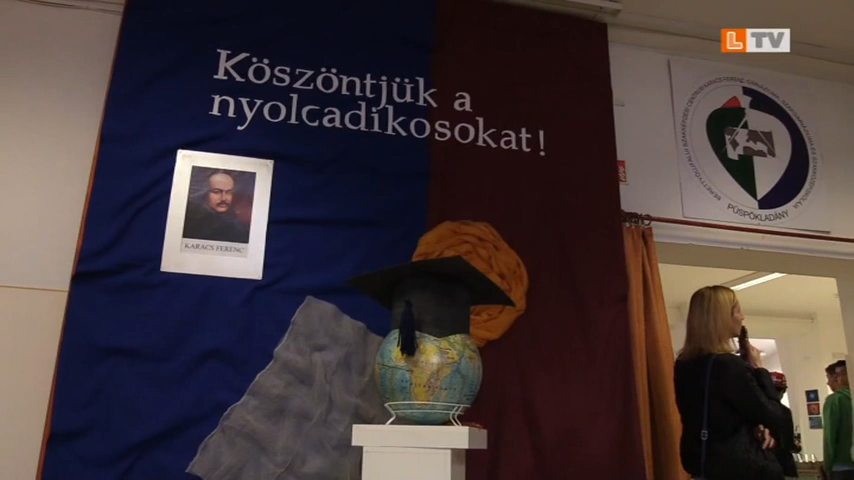 LTV
Köszöntjük a
nyolcadikosokat!
KARACS FERENC
PÜSPÖKLADÁNY